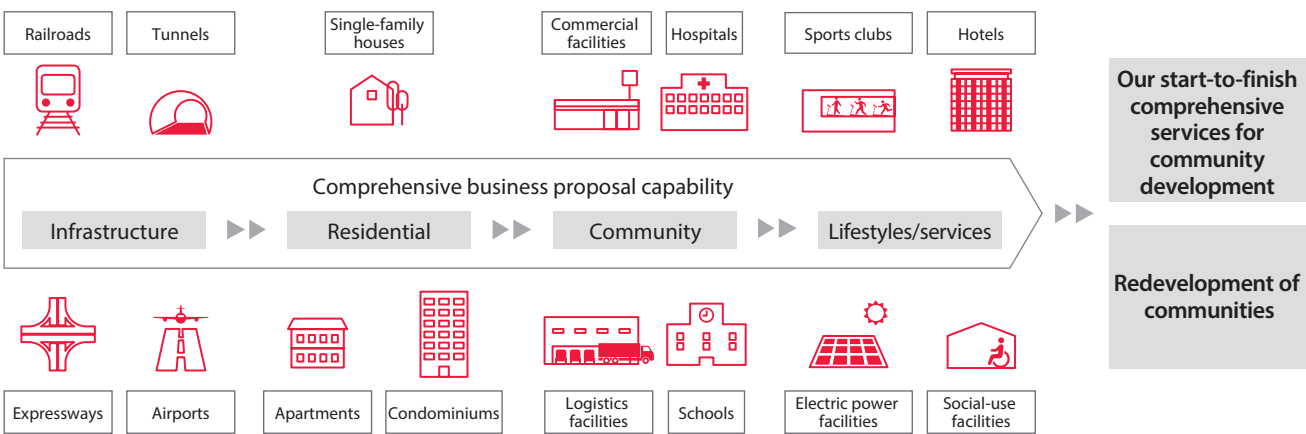 Railroads
Tunnels
Single-family
houses
Commercial
facilities
Hospitals
Sports clubs
Hotels
Comprehensive business proposal capability
Infrastructure
Residential
Community
Lifestyles/services
Our start-to-finish
comprehensive
services for
community
development
Redevelopment of
communities
Expressways
Airports
Apartments
Condominiums
Logistics
facilities
Schools
Electric power
facilities
Social-use
facilities